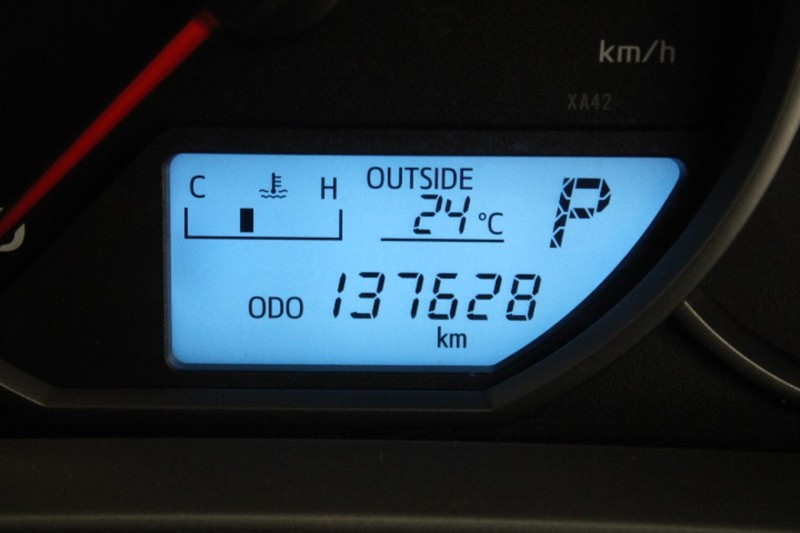 km/h
XA42
C H OUTSIDE
24 °C P
ODO 137628
km